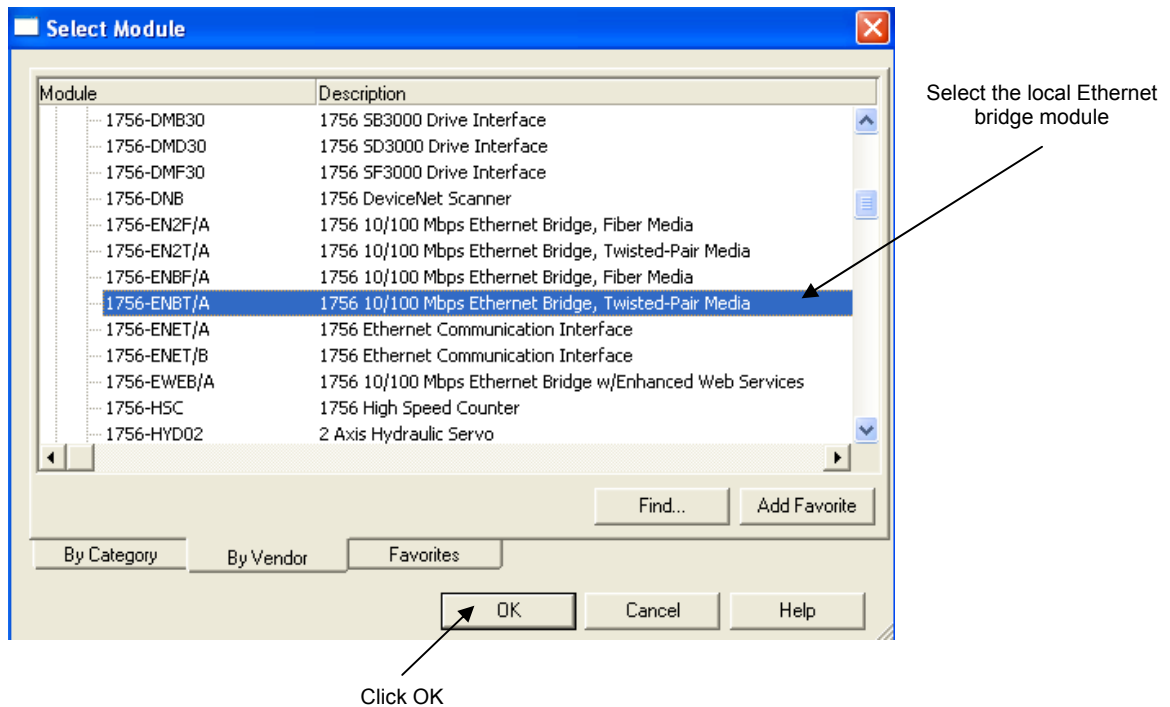 Select Module
Module Description
1756-DMB30 1756 SB3000 Drive Interface
1756-DMD30 1756 SD3000 Drive Interface
1756-DMF30 1756 SF3000 Drive Interface
1756-DNB 1756 DeviceNet Scanner
1756-EN2F/A 1756 10/100 Mbps Ethernet Bridge, Fiber Media
1756-EN2T/A 1756 10/100 Mbps Ethernet Bridge, Twisted-Pair Media
1756-ENBF/A 1756 10/100 Mbps Ethernet Bridge, Fiber Media
1756-ENBT/A 1756 10/100 Mbps Ethernet Bridge, Twisted-Pair Media
1756-ENET/A 1756 Ethernet Communication Interface
1756-ENET/B 1756 Ethernet Communication Interface
1756-EWEB/A 1756 10/100 Mbps Ethernet Bridge w/Enhanced Web Services
1756-HSC 1756 High Speed Counter
1756-HYD02 2 Axis Hydraulic Servo
Find... Add Favorite
By Category By Vendor Favorites
OK Cancel Help
Select the local Ethernet
bridge module
Click OK